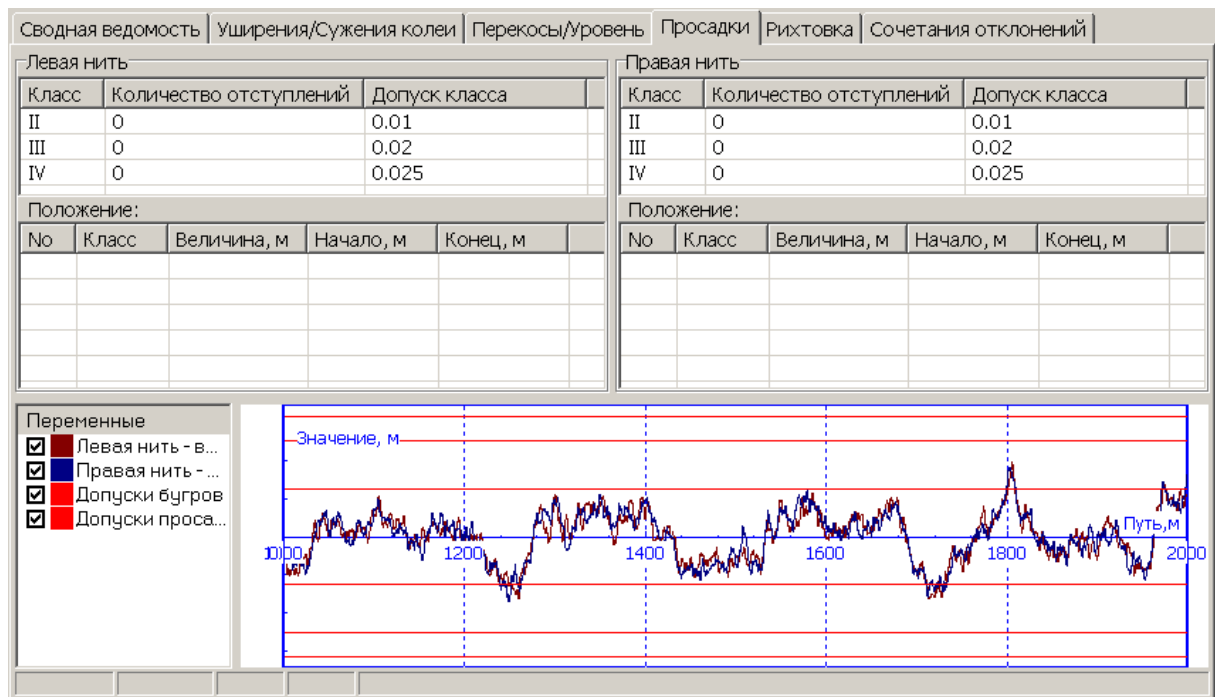 Сводная ведомость Уширения/Сужения колеи Перекосы/Уровень Просадки Рихтовка Сочетания отклонений
Левая нить
Класс Количество отступлений Допуск класса
II 0 0.01
III 0 0.02
IV 0 0.025
Положение:
No Класс Величина, м Начало, м Конец, м
Правая нить
Класс Количество отступлений Допуск класса
II 0 0.01
III 0 0.02
IV 0 0.025
Положение:
No Класс Величина, м Начало, м Конец, м
Переменные
Левая нить - в...
Правая нить - ...
Допуски бугров
Допуски проса...
Значение, м
Путь,м
1000 1200 1400 1600 1800 2000